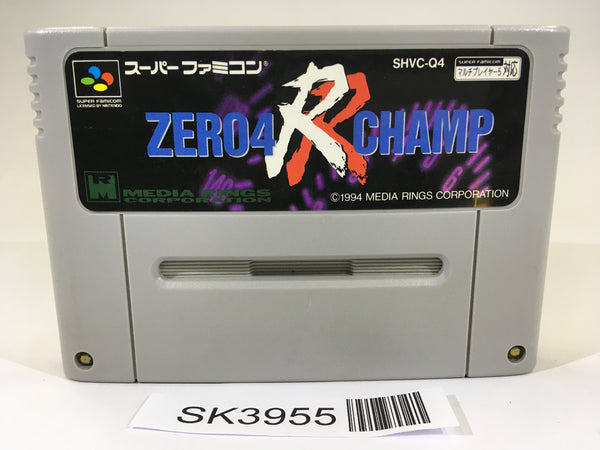 スーパーファミコン®
SHVC-Q4
SUPER FAMICOM
マルチプレイヤー5対応
SUPER FAMICOM
LICENSED BY NINTENDO
ZERO4 RR CHAMP
RM
MEDIA RINGS
CORPORATION
©1994 MEDIA RINGS CORPORATION
SK3955